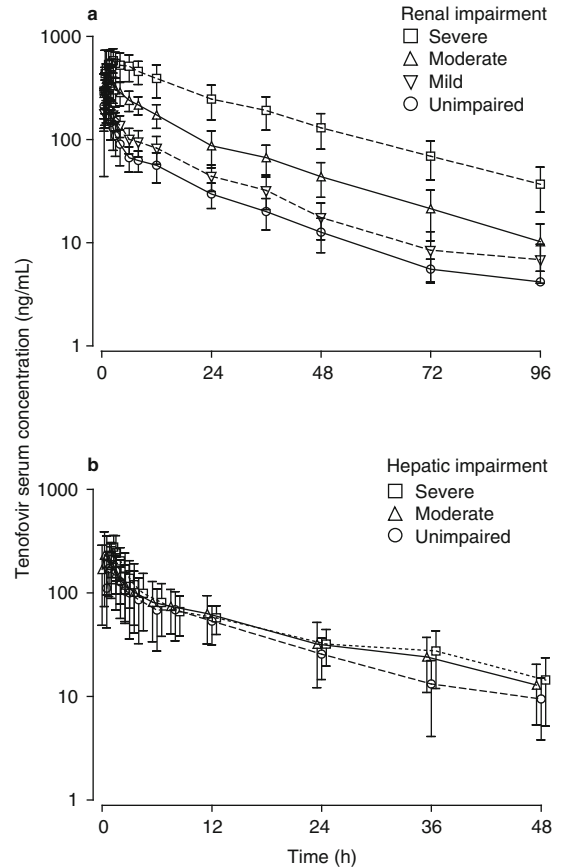 a
Renal impairment
Severe
Moderate
Mild
Unimpaired
1000
100
10
1
0 24 48 72 96
Tenofovir serum concentration (ng/mL)
b
Hepatic impairment
Severe
Moderate
Unimpaired
1000
100
10
1
0 12 24 36 48
Time (h)